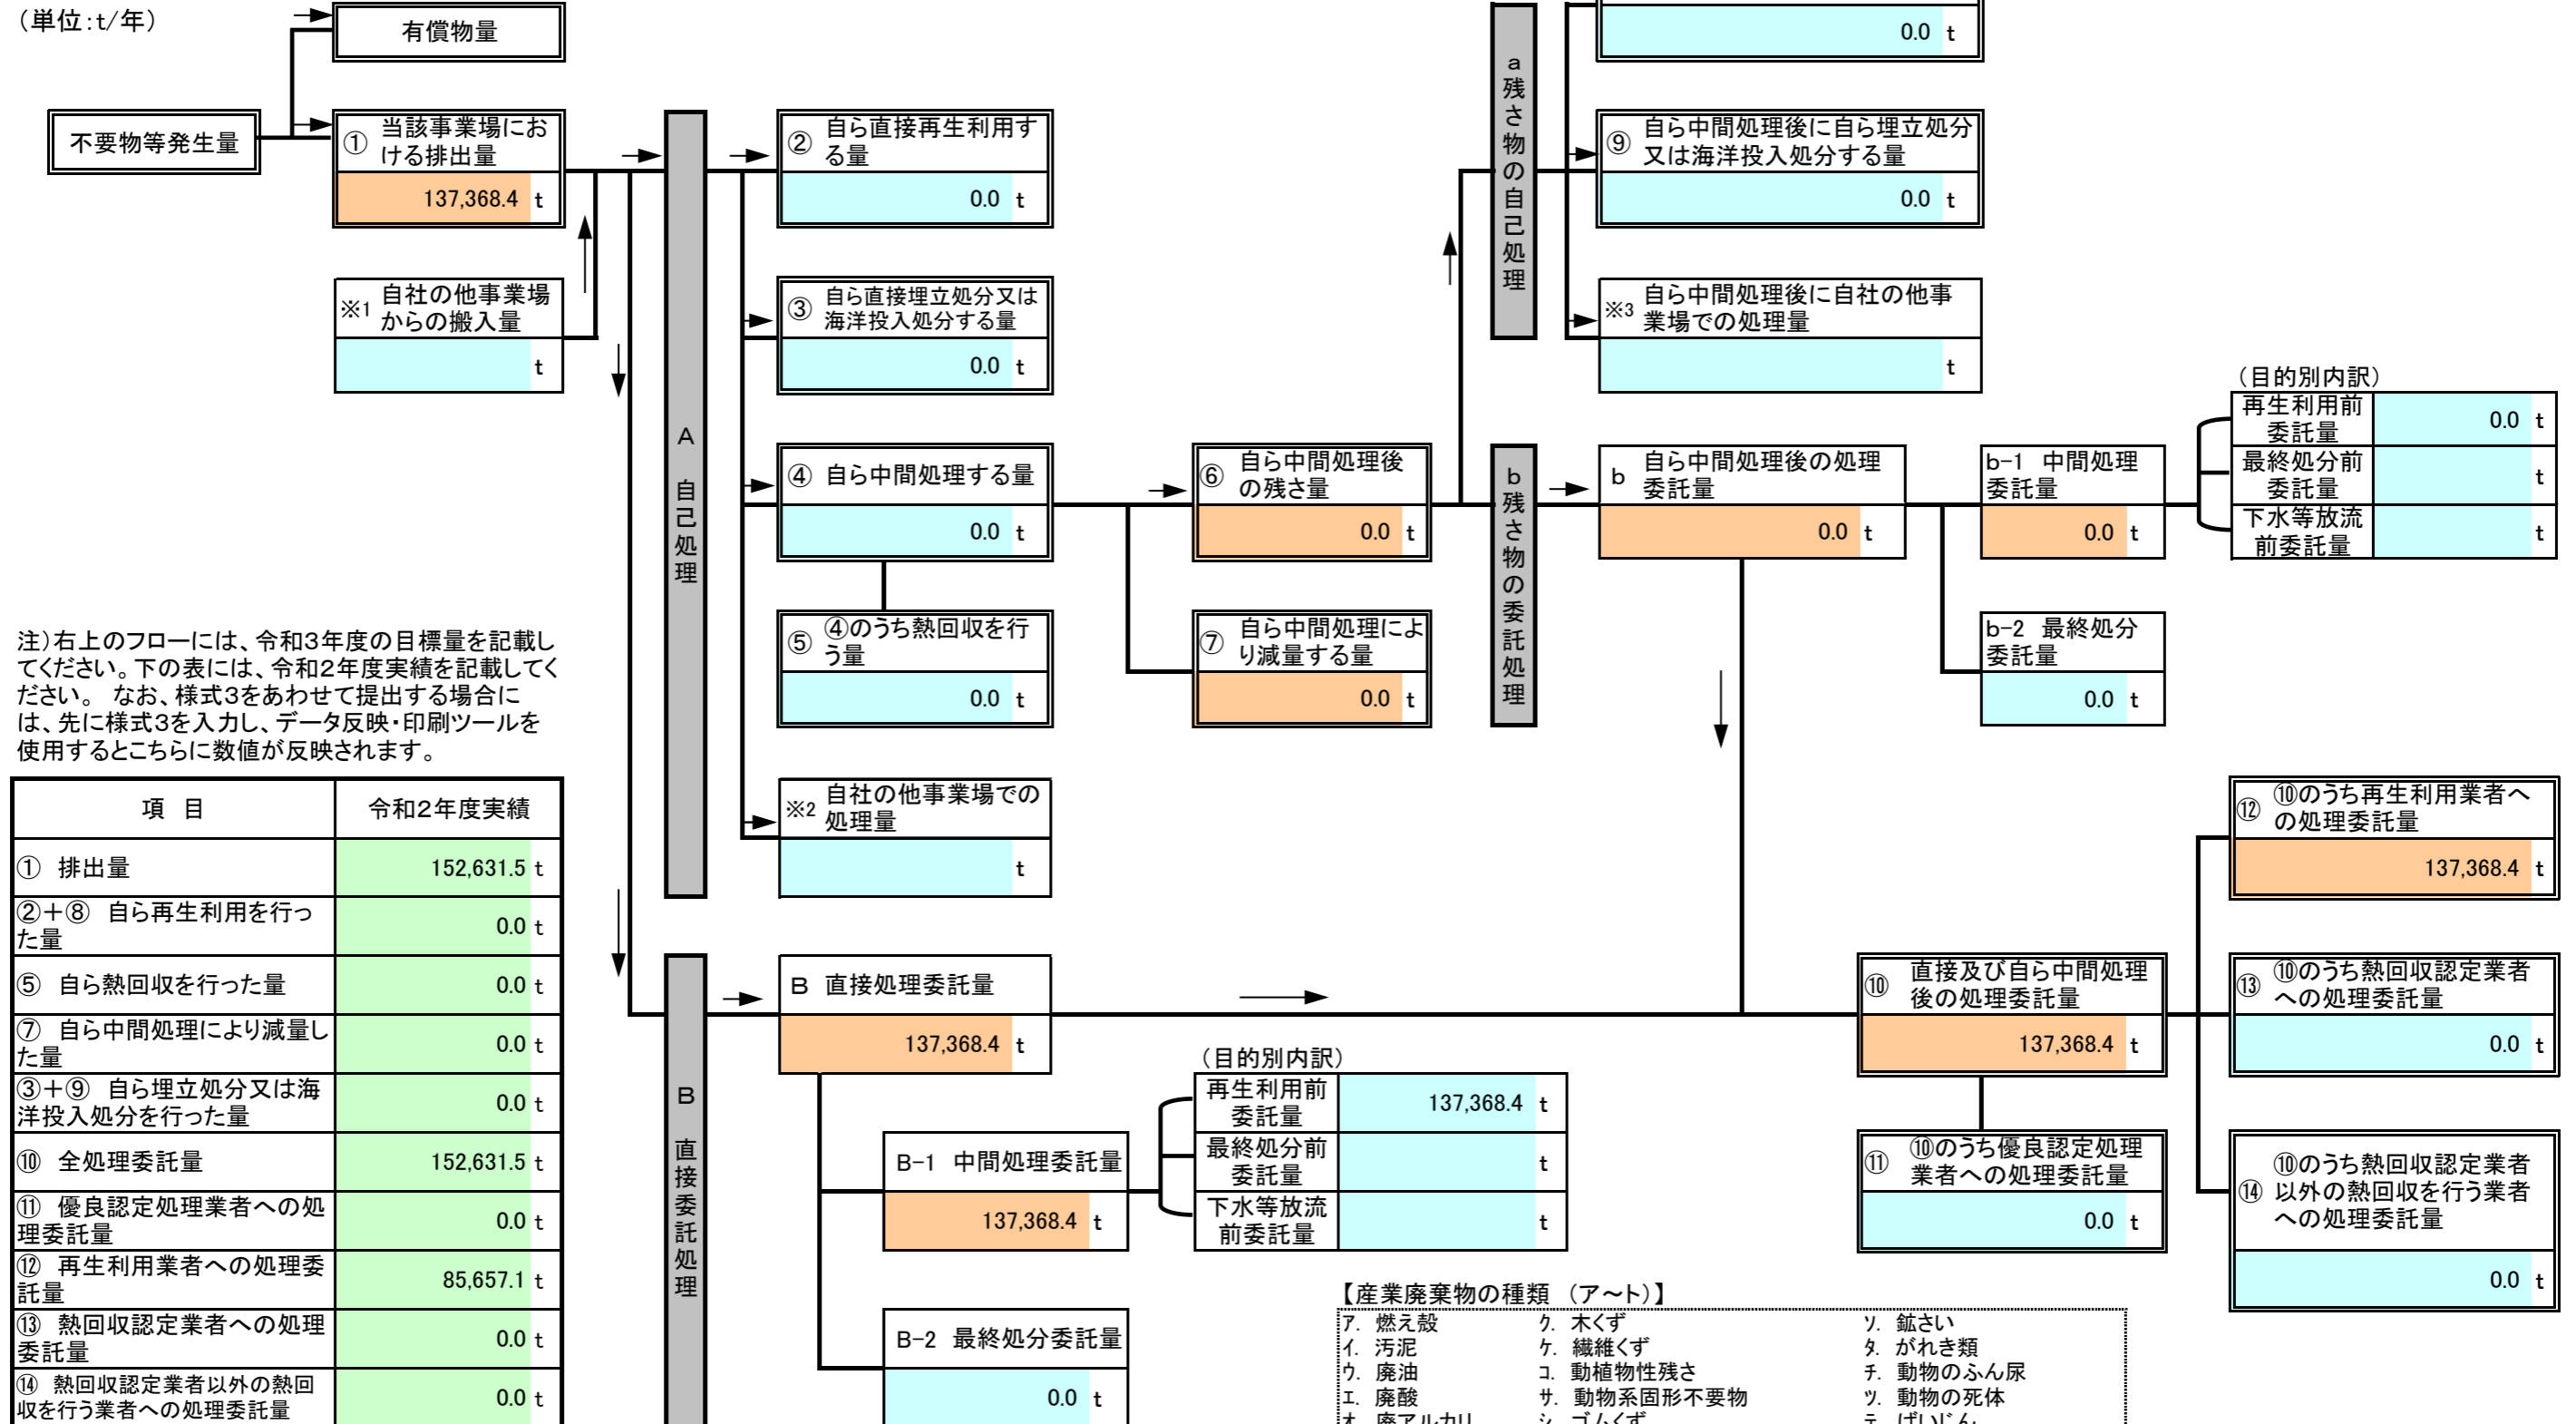 （単位：t/年）
有償物量
不要物等発生量
① 当該事業場にお
ける排出量
137,368.4 t
※1 自社の他事業場
からの搬入量
t
A 自己処理
② 自ら直接再生利用す
る量
0.0 t
③ 自ら直接埋立処分又は
海洋投入処分する量
0.0 t
④ 自ら中間処理する量
0.0 t
⑤ ④のうち熱回収を行
う量
0.0 t
※2 自社の他事業場での
処理量
t
⑥ 自ら中間処理後
の残さ量
0.0 t
⑦ 自ら中間処理によ
り減量する量
0.0 t
a残さ物の自己処理
0.0 t
⑨ 自ら中間処理後に自ら埋立処分
又は海洋投入処分する量
0.0 t
※3 自ら中間処理後に自社の他事
業場での処理量
t
b残さ物の委託処理
b 自ら中間処理後の処理
委託量
0.0 t
b-1 中間処理
委託量
0.0 t
b-2 最終処分
委託量
0.0 t
（目的別内訳）
再生利用前
委託量
0.0 t
最終処分前
委託量
t
下水等放流
前委託量
t
注）右上のフローには、令和３年度の目標量を記載し
てください。下の表には、令和２年度実績を記載してく
ださい。 なお、様式３をあわせて提出する場合に
は、先に様式３を入力し、データ反映・印刷ツールを
使用するとこちらに数値が反映されます。
項 目 令和２年度実績
① 排出量 152,631.5 t
②＋⑧ 自ら再生利用を行っ
た量
0.0 t
⑤ 自ら熱回収を行った量 0.0 t
⑦ 自ら中間処理により減量し
た量
0.0 t
③＋⑨ 自ら埋立処分又は海
洋投入処分を行った量
0.0 t
⑩ 全処理委託量 152,631.5 t
⑪ 優良認定処理業者への処
理委託量
0.0 t
⑫ 再生利用業者への処理委
託量
85,657.1 t
⑬ 熱回収認定業者への処理
委託量
0.0 t
⑭ 熱回収認定業者以外の熱回
収を行う業者への処理委託量
0.0 t
B 直接委託処理
B 直接処理委託量
137,368.4 t
B-1 中間処理委託量
137,368.4 t
B-2 最終処分委託量
0.0 t
（目的別内訳）
再生利用前
委託量
137,368.4 t
最終処分前
委託量
t
下水等放流
前委託量
t
⑩ 直接及び自ら中間処理
後の処理委託量
137,368.4 t
⑪ ⑩のうち優良認定処理
業者への処理委託量
0.0 t
⑫ ⑩のうち再生利用業者へ
の処理委託量
137,368.4 t
⑬ ⑩のうち熱回収認定業者
への処理委託量
0.0 t
⑭ ⑩のうち熱回収認定業者
以外の熱回収を行う業者
への処理委託量
0.0 t
【産業廃棄物の種類 （ア～ト）】
ア. 燃え殻 ク. 木くず ソ. 鉱さい
イ. 汚泥 ケ. 繊維くず タ. がれき類
ウ. 廃油 コ. 動植物性残さ チ. 動物のふん尿
エ. 廃酸 サ. 動物系固形不要物 ツ. 動物の死体
オ. 廃アルカリ シ. ゴムくず テ. ばいじん